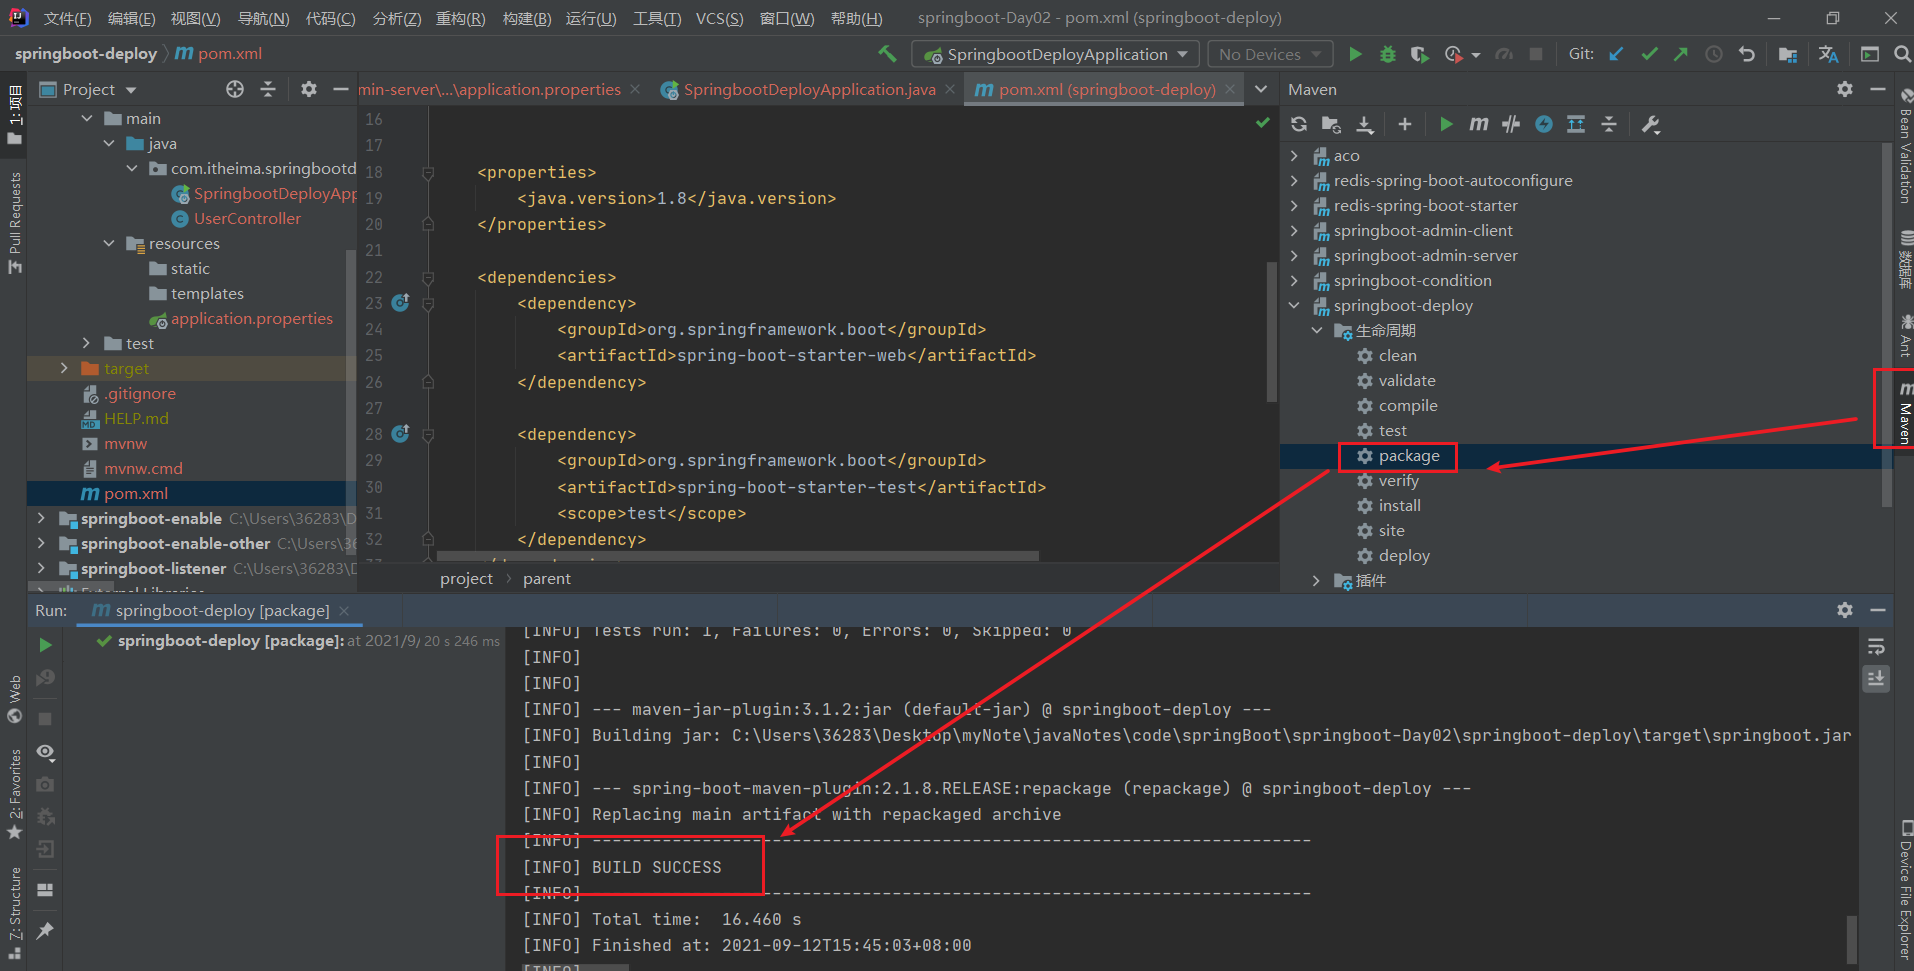 文件(F) 编辑(E) 视图(V) 导航(N) 代码(C) 分析(Z) 重构(R) 构建(B) 运行(U) 工具(T) VCS(S) 窗口(W) 帮助(H) springboot-Day02 - pom.xml (springboot-deploy)
springboot-deploy pom.xml SpringbootDeployApplication No Devices Git:
1: 项目
Pull Requests
Web
2: Favorites
7: Structure
Project
main
java
com.itheima.springbootd
SpringbootDeployApp
UserController
resources
static
templates
application.properties
test
target
.gitignore
HELP.md
mvnw
mvnw.cmd
pom.xml
springboot-enable C:\Users\36283\D
springboot-enable-other C:\Users\36
springboot-listener C:\Users\36283\D
External Libraries
min-server\...\application.properties SpringbootDeployApplication.java pom.xml (springboot-deploy)
16
17
18 <properties>
19 <java.version>1.8</java.version>
20 </properties>
21
22 <dependencies>
23 <dependency>
24 <groupId>org.springframework.boot</groupId>
25 <artifactId>spring-boot-starter-web</artifactId>
26 </dependency>
27
28 <dependency>
29 <groupId>org.springframework.boot</groupId>
30 <artifactId>spring-boot-starter-test</artifactId>
31 <scope>test</scope>
32 </dependency>
project parent
Maven
aco
redis-spring-boot-autoconfigure
redis-spring-boot-starter
springboot-admin-client
springboot-admin-server
springboot-condition
springboot-deploy
生命周期
clean
validate
compile
test
package
verify
install
site
deploy
插件
Bean Validation
数据库
Ant
Maven
Device File Explorer
Run: springboot-deploy [package]
springboot-deploy [package]: at 2021/9/ 20 s 246 ms
[INFO] Tests run: 1, Failures: 0, Errors: 0, Skipped: 0
[INFO]
[INFO]
[INFO] --- maven-jar-plugin:3.1.2:jar (default-jar) @ springboot-deploy ---
[INFO] Building jar: C:\Users\36283\Desktop\myNote\javaNotes\code\springBoot\springboot-Day02\springboot-deploy\target\springboot.jar
[INFO]
[INFO] --- spring-boot-maven-plugin:2.1.8.RELEASE:repackage (repackage) @ springboot-deploy ---
[INFO] Replacing main artifact with repackaged archive
[INFO] ------------------------------------------------------------------------
[INFO] BUILD SUCCESS
[INFO] ------------------------------------------------------------------------
[INFO] Total time:  16.460 s
[INFO] Finished at: 2021-09-12T15:45:03+08:00
[INFO]